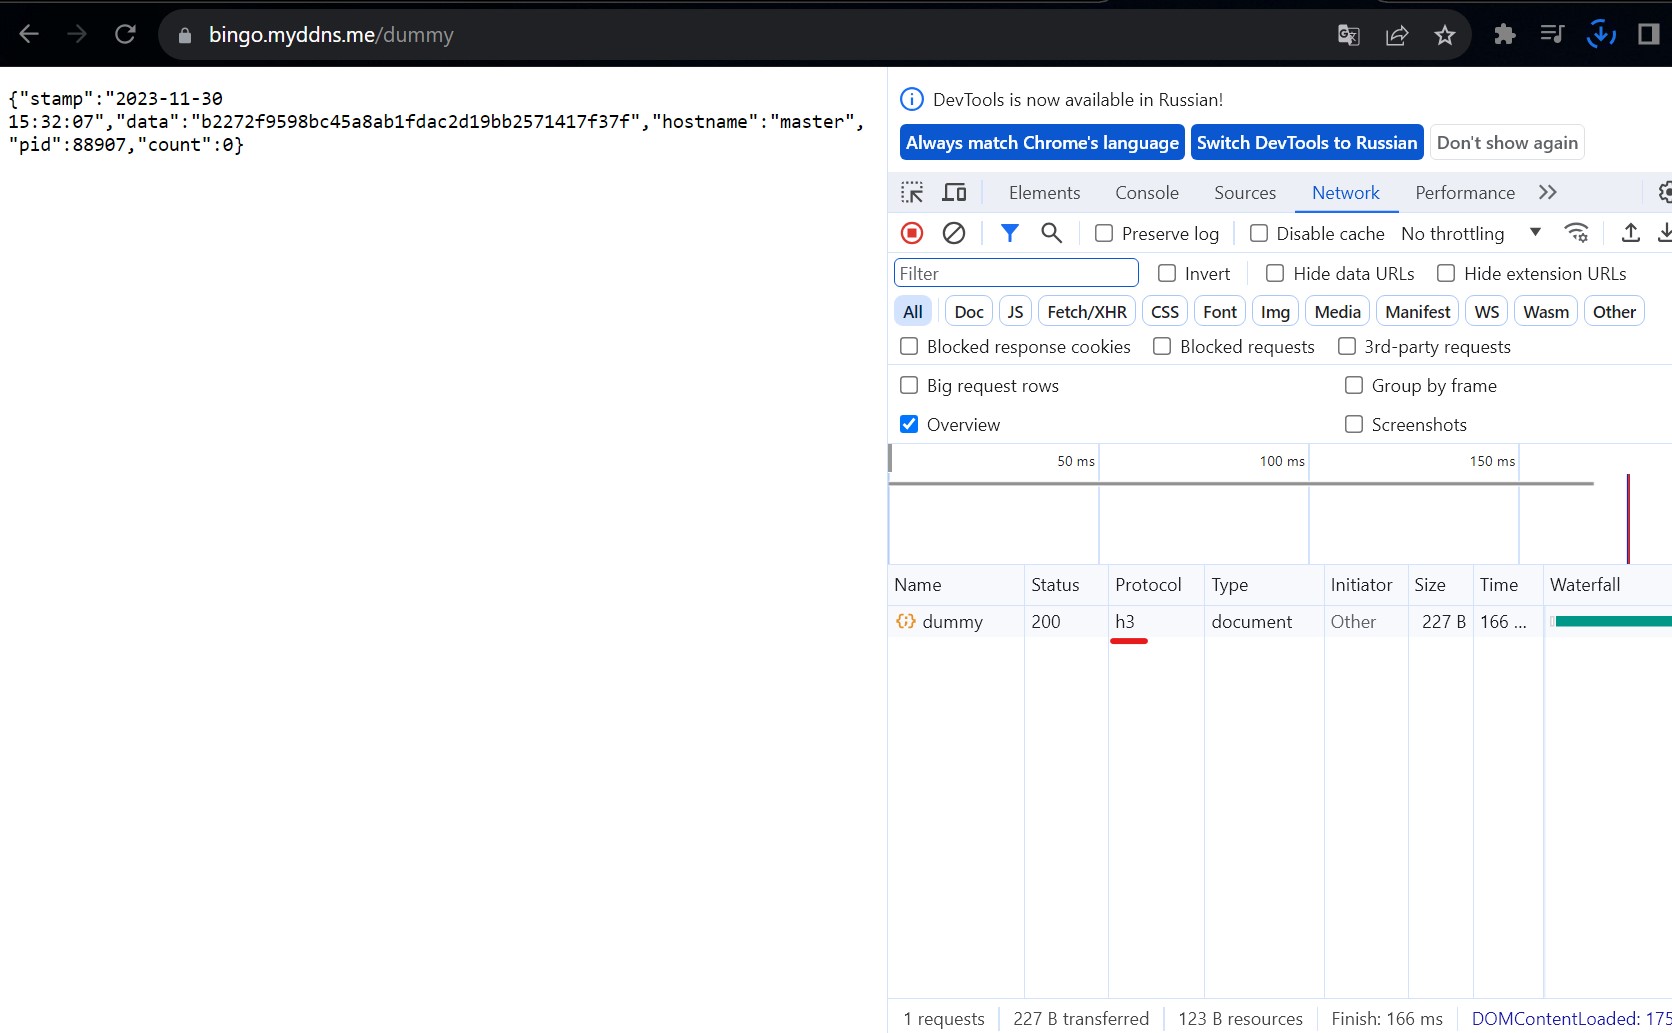 bingo.myddns.me/dummy
{"stamp":"2023-11-30
15:32:07","data":"b2272f9598bc45a8ab1fdac2d19bb2571417f37f","hostname":"master",
"pid":88907,"count":0}
DevTools is now available in Russian!
Always match Chrome's language Switch DevTools to Russian Don't show again
Elements Console Sources Network Performance
Preserve log Disable cache No throttling
Filter Invert Hide data URLs Hide extension URLs
All Doc JS Fetch/XHR CSS Font Img Media Manifest WS Wasm Other
Blocked response cookies Blocked requests 3rd-party requests
Big request rows Group by frame
Overview Screenshots
50 ms 100 ms 150 ms
Name Status Protocol Type Initiator Size Time Waterfall
dummy 200 h3 document Other 227 B 166 ...
1 requests 227 B transferred 123 B resources Finish: 166 ms DOMContentLoaded: 175